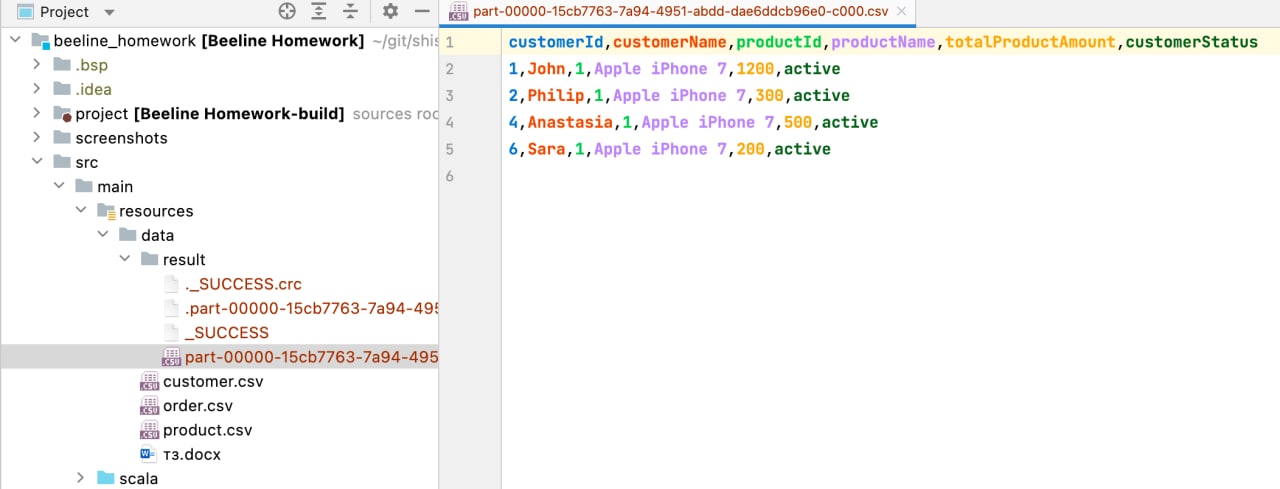 Project
beeline_homework [Beeline Homework] ~/git/shis
.bsp
.idea
project [Beeline Homework-build] sources roo
screenshots
src
main
resources
data
result
._SUCCESS.crc
.part-00000-15cb7763-7a94-495
_SUCCESS
part-00000-15cb7763-7a94-495
customer.csv
order.csv
product.csv
тз.docx
scala
part-00000-15cb7763-7a94-4951-abdd-dae6ddcb96e0-c000.csv
1 customerId,customerName,productId,productName,totalProductAmount,customerStatus
2 1,John,1,Apple iPhone 7,1200,active
3 2,Philip,1,Apple iPhone 7,300,active
4 4,Anastasia,1,Apple iPhone 7,500,active
5 6,Sara,1,Apple iPhone 7,200,active
6